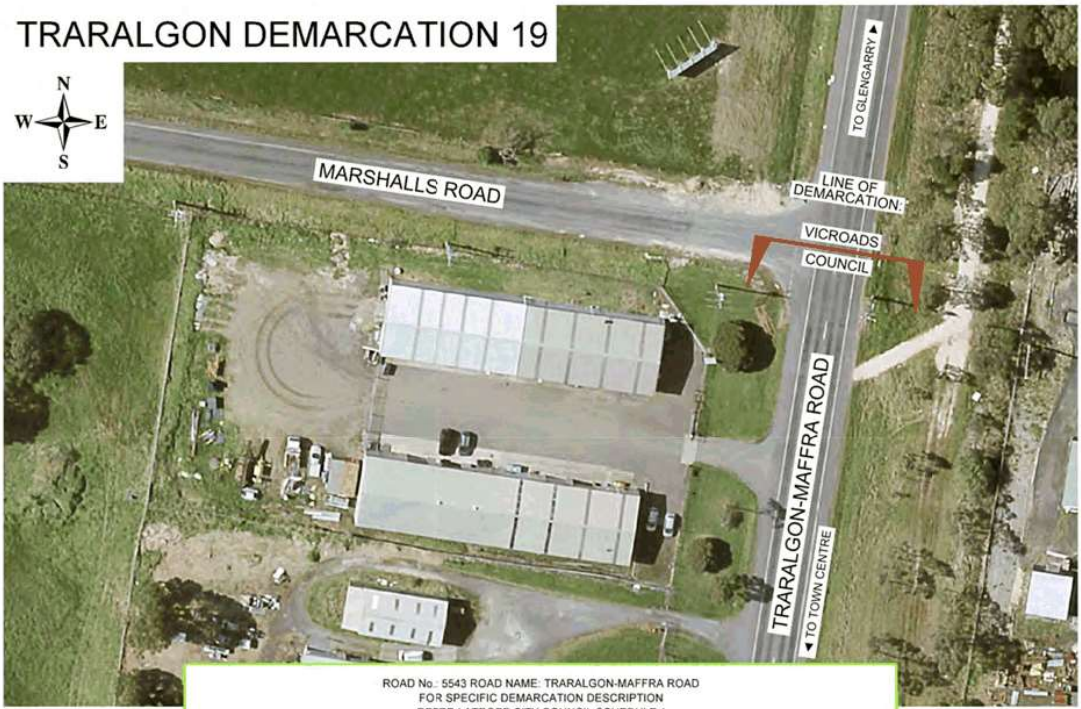 TRARALGON DEMARCATION 19
N
W E
S
TO GLENGARRY
MARSHALLS ROAD
LINE OF
DEMARCATION:
VICROADS
COUNCIL
TRARALGON-MAFFRA ROAD
TO TOWN CENTRE
ROAD No.: 5543 ROAD NAME: TRARALGON-MAFFRA ROAD
FOR SPECIFIC DEMARCATION DESCRIPTION